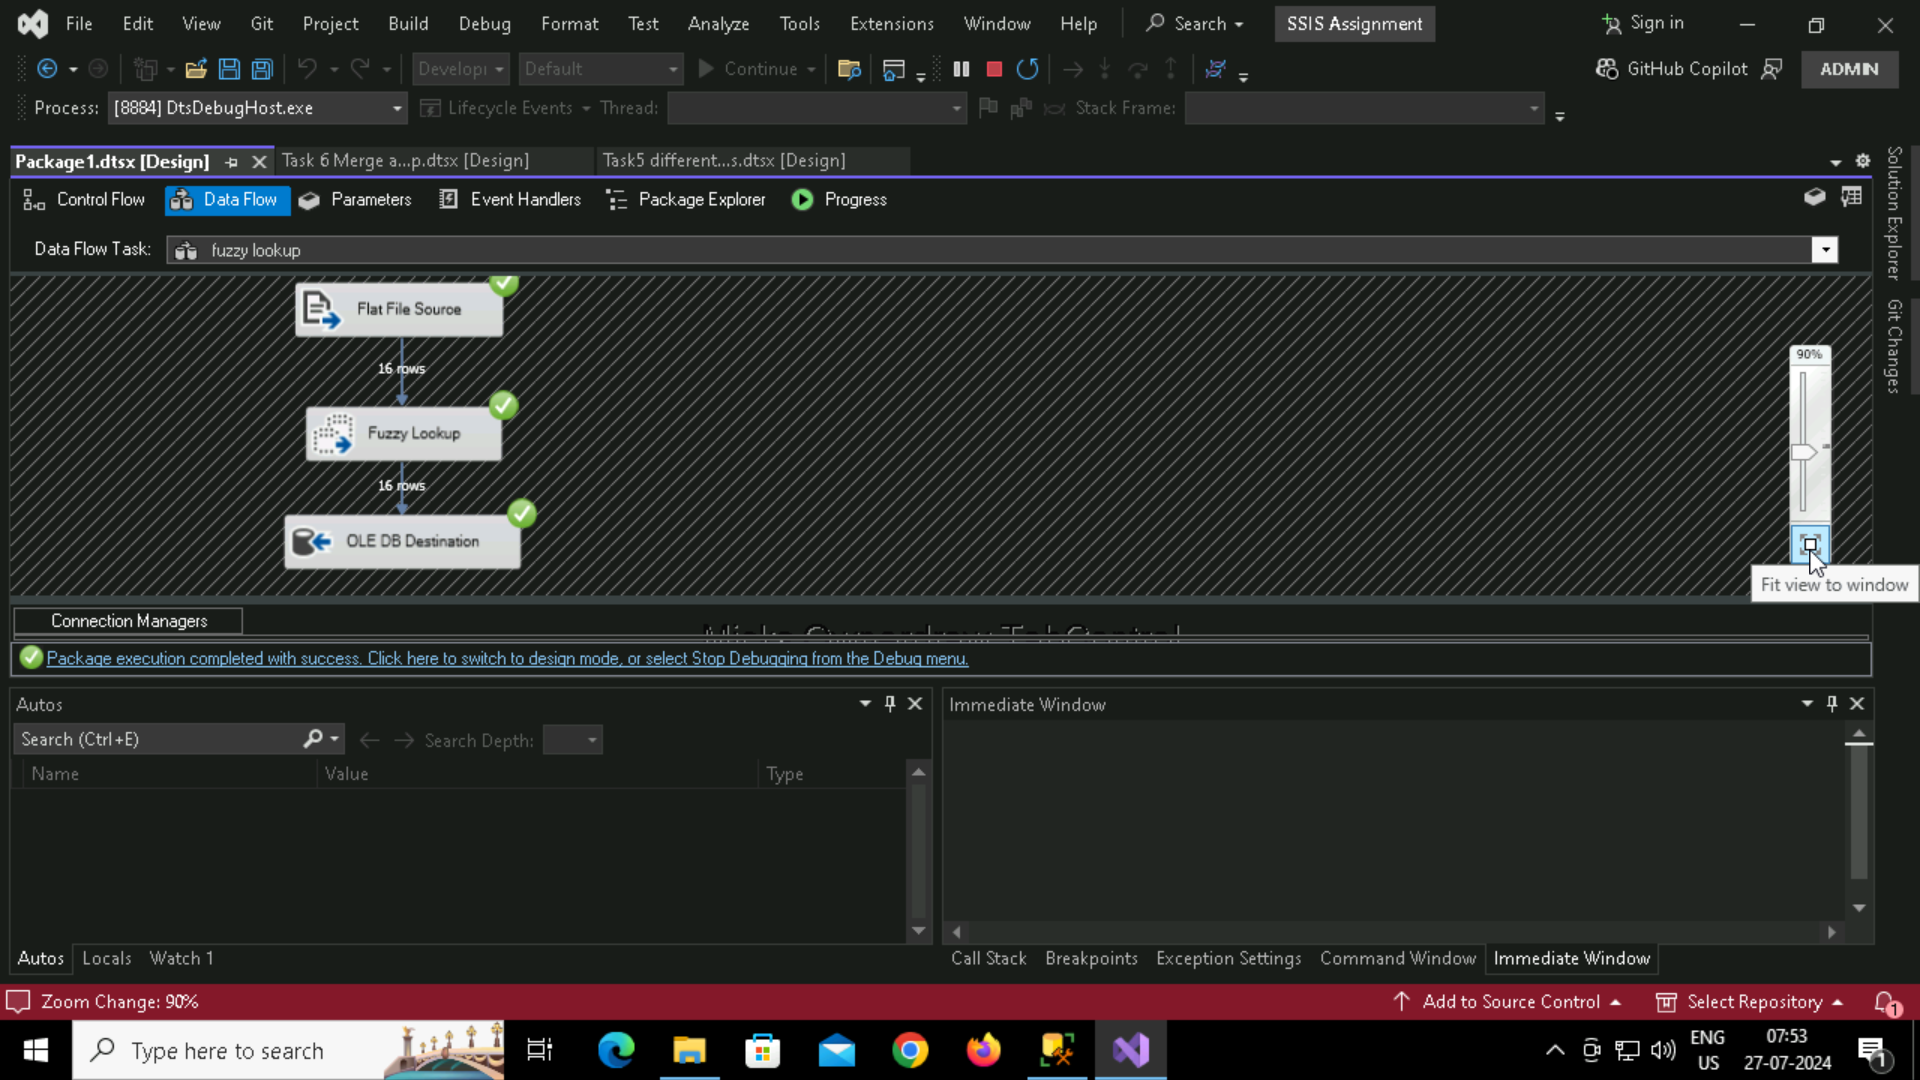 File Edit View Git Project Build Debug Format Test Analyze Tools Extensions Window Help Search SSIS Assignment Sign in
Developi Default Continue GitHub Copilot ADMIN
Process: [8884] DtsDebugHost.exe Lifecycle Events Thread: Stack Frame:
Package1.dtsx [Design] Task 6 Merge a...p.dtsx [Design] Task5 different...s.dtsx [Design]
Control Flow Data Flow Parameters Event Handlers Package Explorer Progress
Data Flow Task: fuzzy lookup
Flat File Source
16 rows
Fuzzy Lookup
16 rows
OLE DB Destination
90%
Fit view to window
Solution Explorer
Git Changes
Connection Managers
Package execution completed with success. Click here to switch to design mode, or select Stop Debugging from the Debug menu.
Autos
Search (Ctrl+E) Search Depth:
Name Value Type
Autos Locals Watch 1
Immediate Window
Call Stack Breakpoints Exception Settings Command Window Immediate Window
Zoom Change: 90% Add to Source Control Select Repository 1
Type here to search
ENG
US
07:53
27-07-2024
1